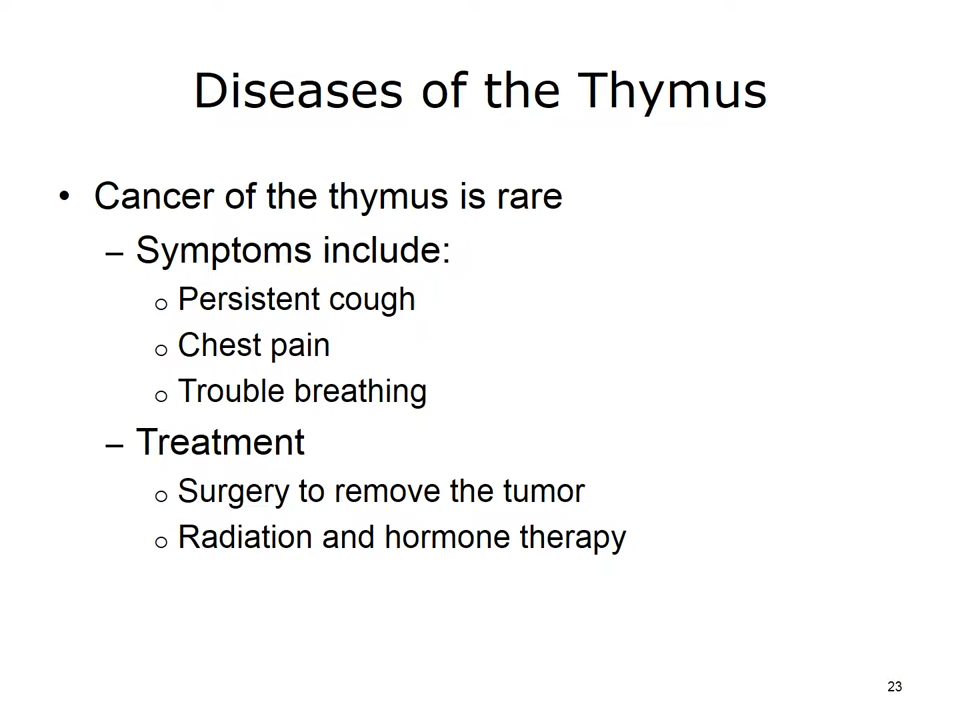 Diseases of the Thymus
• Cancer of the thymus is rare
– Symptoms include:
o Persistent cough
o Chest pain
o Trouble breathing
– Treatment
o Surgery to remove the tumor
o Radiation and hormone therapy
23